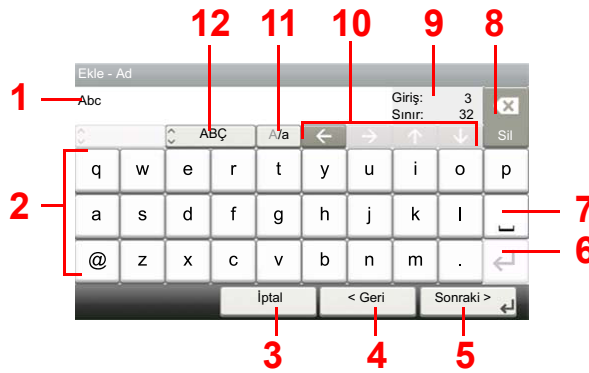 12 11 10 9 8
Ekle - Ad
1 Abc Giriş: 3
Sınır: 32
ABÇ A/a ← → ↑ ↓ Sil
2 q w e r t y u i o p
a s d f g h j k l 7
@ z x c v b n m . 6
İptal < Geri Sonraki >
3 4 5